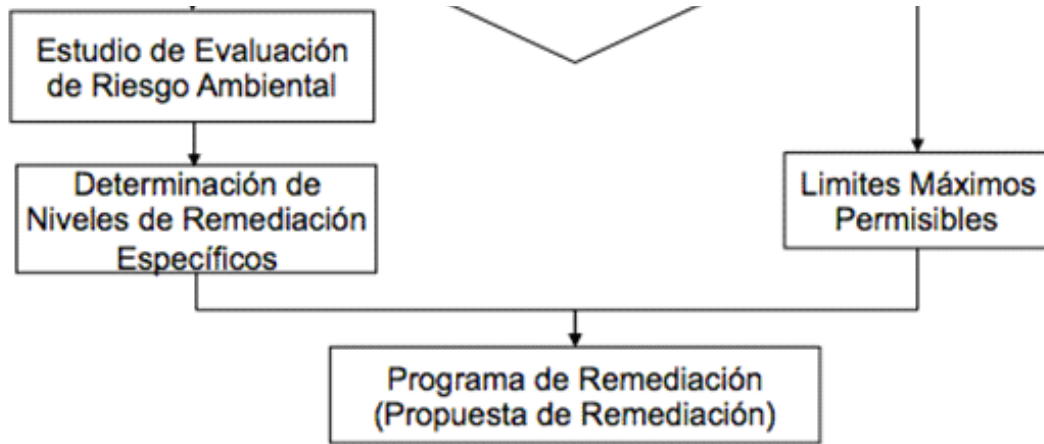 Estudio de Evaluación
de Riesgo Ambiental
Determinación de
Niveles de Remediación
Específicos
Limites Máximos
Permisibles
Programa de Remediación
(Propuesta de Remediación)